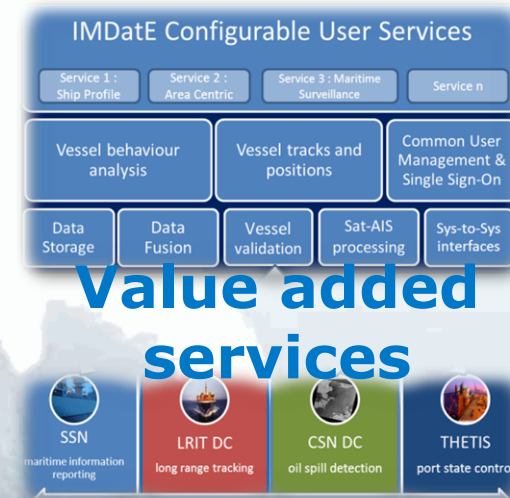 IMDatE Configurable User Services
Service 1 :
Ship Profile
Service 2 :
Area Centric
Service 3 : Maritime
Surveillance
Service n
Vessel behaviour
analysis
Vessel tracks and
positions
Common User
Management &
Single Sign-On
Data
Storage
Data
Fusion
Vessel
validation
Sat-AIS
processing
Sys-to-Sys
interfaces
Value added
services
SSN
maritime information
reporting
LRIT DC
long range tracking
CSN DC
oil spill detection
THETIS
port state control